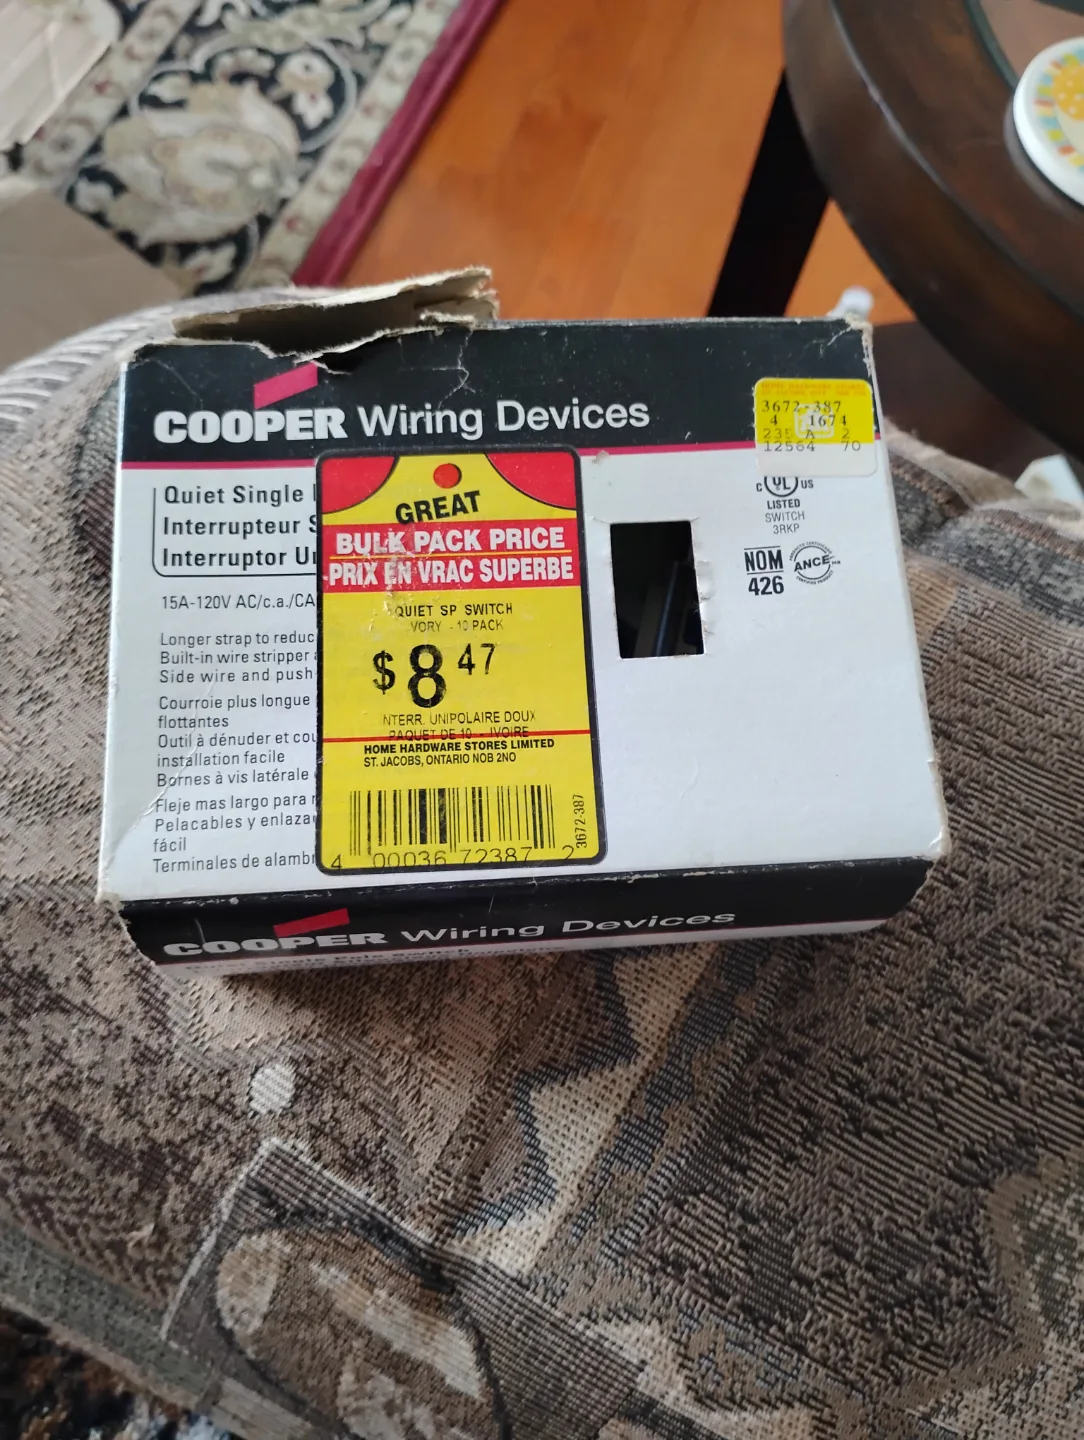 COOPER Wiring Devices
Quiet Single
Interrupteur
Interruptor
15A-120V AC/c.a./CA
Longer strap to reduc
Built-in wire stripper
Side wire and push
Courroie plus longue
flottantes
Outil à dénuder et cou
installation facile
Bornes à vis latérale
Fleje mas largo para
Pelacables y enlaza
fácil
Terminales de alamb
GREAT
BULK PACK PRICE
PRIX EN VRAC SUPERBE
QUIET SP SWITCH
VORY - 10 PACK
$8 47
NTERR. UNIPOLAIRE DOUX
PAQUET DE 10 - IVOIRE
HOME HARDWARE STORES LIMITED
ST. JACOBS, ONTARIO N0B 2N0
4 00036 72387 2
3672-387
3672-387
4 1674
23E A 2
12564 70
C UL US
LISTED
SWITCH
3RKP
NOM
426
ANCE
COOPER Wiring Devices